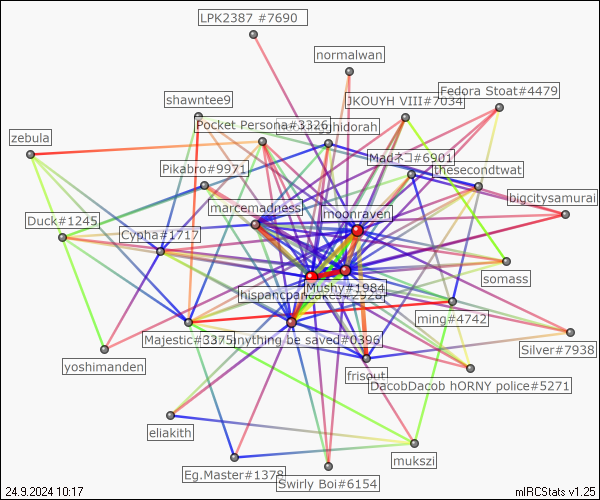 LPK2387 #7690
normalwan
Fedora Stoat#4479
JKOUYH VIII#7034
shawntee9
Pocket Persona#3326
ghidorah
zebula
Madネコ#6901
thesecondtwat
Pikabro#9971
bigcitysamurai
marcemadness
moonraven
Duck#1245
Cypha#1717
somass
Mushy#1984
hispancpancakes#2928
ming#4742
Majestic#3375
anything be saved#0396
Silver#7938
yoshimanden
frisout
DacobDacob hORNY police#5271
eliakith
mukszi
Eg.Master#1378
Swirly Boi#6154
24.9.2024 10:17
mIRCStats v1.25